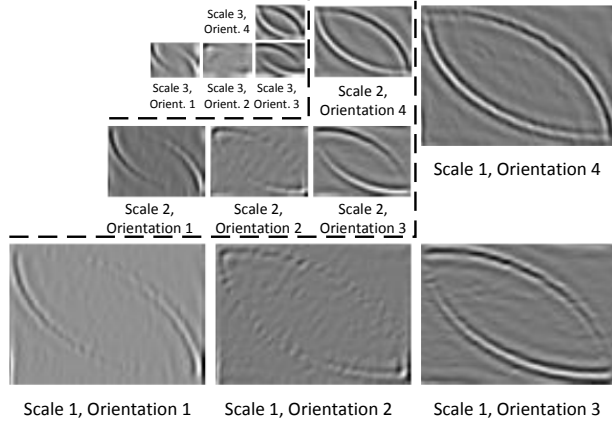 Scale 3,
Orient. 4
Scale 3,
Orient. 1
Scale 3,
Orient. 2
Scale 3,
Orient. 3
Scale 2,
Orientation 4
Scale 1, Orientation 4
Scale 2,
Orientation 1
Scale 2,
Orientation 2
Scale 2,
Orientation 3
Scale 1, Orientation 1
Scale 1, Orientation 2
Scale 1, Orientation 3